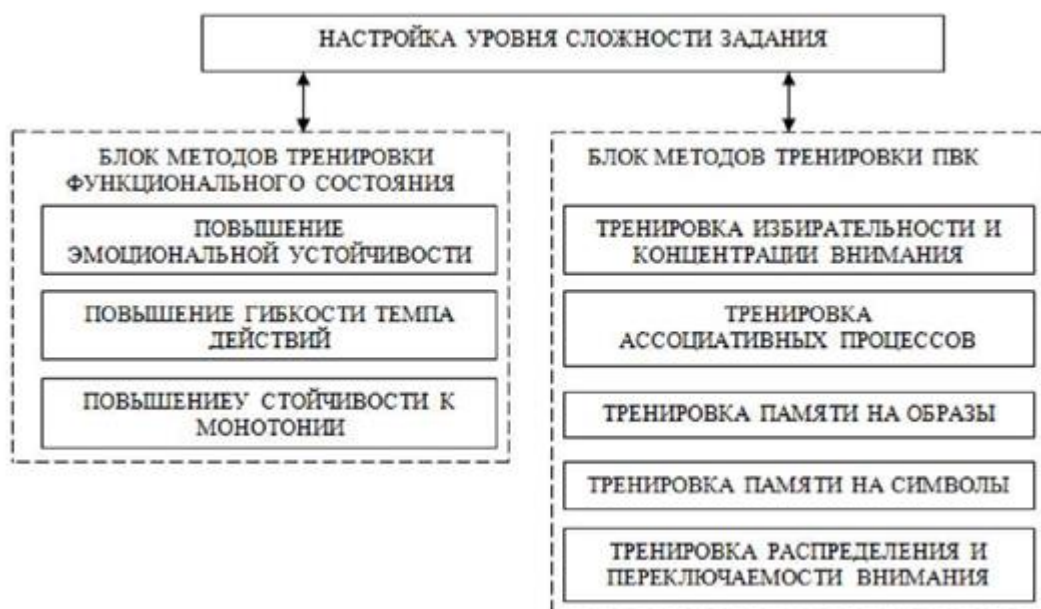 НАСТРОЙКА УРОВНЯ СЛОЖНОСТИ ЗАДАНИЯ
БЛОК МЕТОДОВ ТРЕНИРОВКИ
ФУНКЦИОНАЛЬНОГО СОСТОЯНИЯ
ПОВЫШЕНИЕ
ЭМОЦИОНАЛЬНОЙ УСТОЙЧИВОСТИ
ПОВЫШЕНИЕ ГИБКОСТИ ТЕМПА
ДЕЙСТВИЙ
ПОВЫШЕНИЕУ СТОЙЧИВОСТИ К
МОНОТОНИИ
БЛОК МЕТОДОВ ТРЕНИРОВКИ ПВК
ТРЕНИРОВКА ИЗБИРАТЕЛЬНОСТИ И
КОНЦЕНТРАЦИИ ВНИМАНИЯ
ТРЕНИРОВКА
АССОЦИАТИВНЫХ ПРОЦЕССОВ
ТРЕНИРОВКА ПАМЯТИ НА ОБРАЗЫ
ТРЕНИРОВКА ПАМЯТИ НА СИМВОЛЫ
ТРЕНИРОВКА РАСПРЕДЕЛЕНИЯ И
ПЕРЕКЛЮЧАЕМОСТИ ВНИМАНИЯ